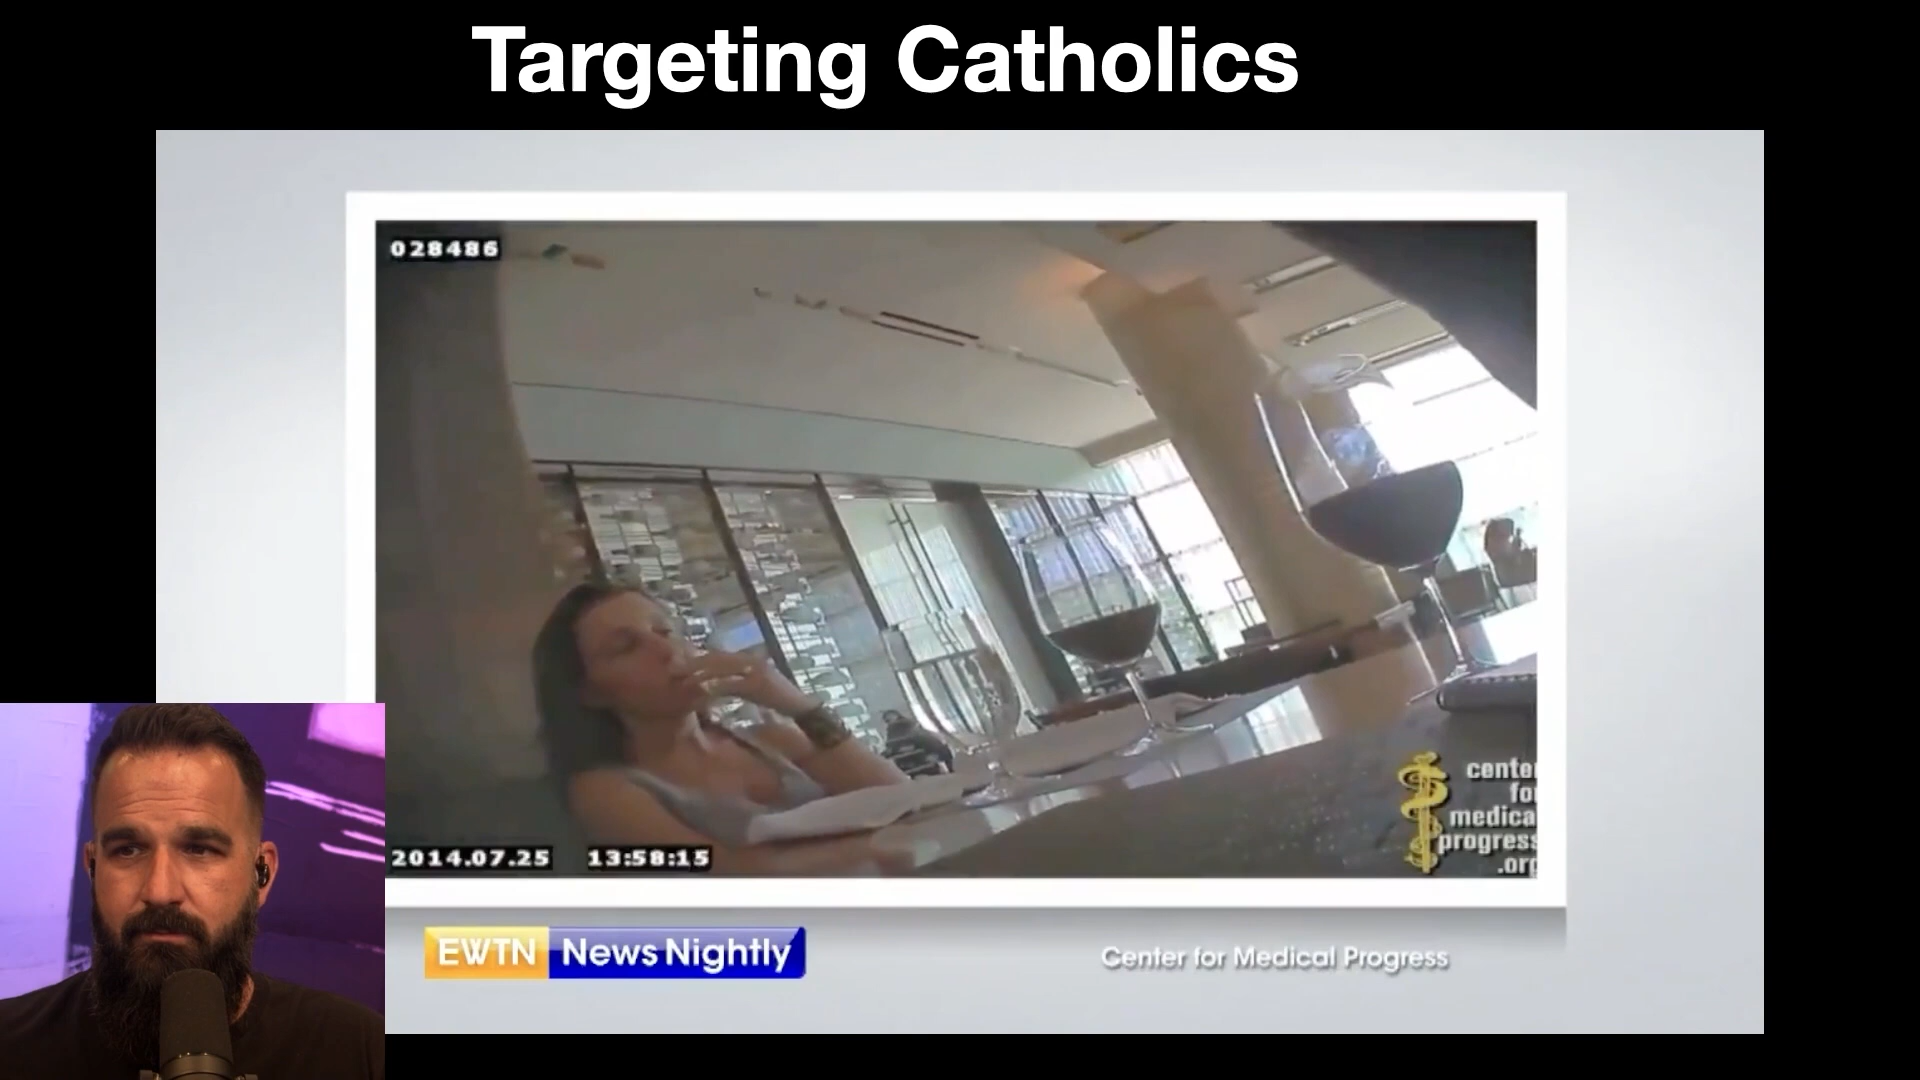 Targeting Catholics
028486
center
for
medical
progress
.org
2014.07.25 13:58:15
EWTN News Nightly
Center for Medical Progress